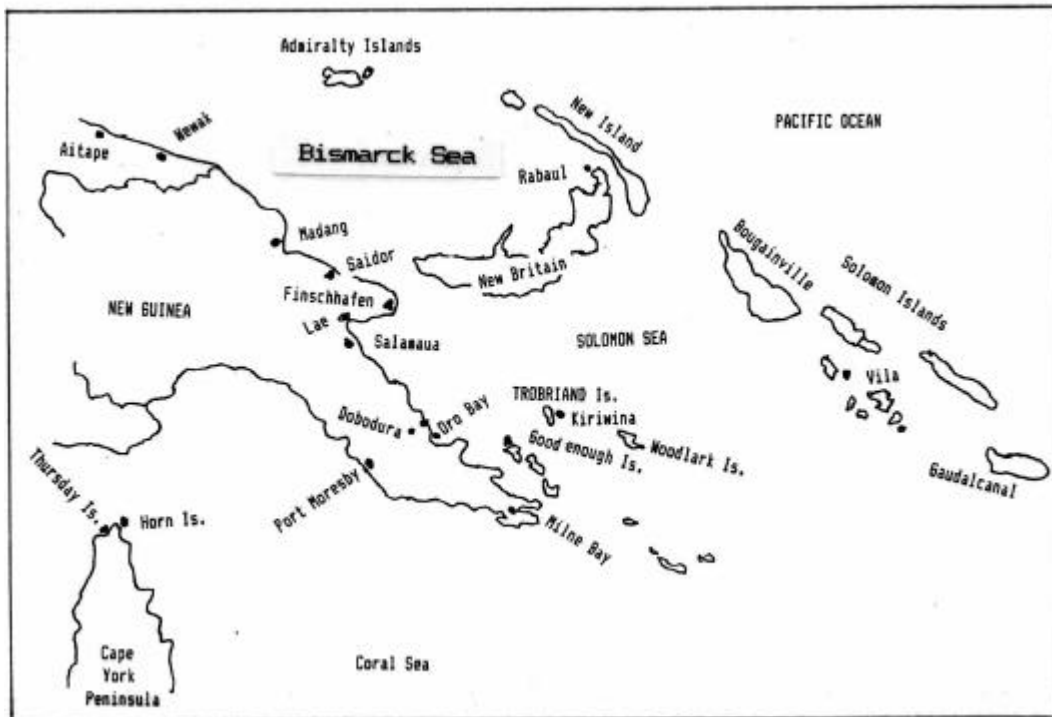 Admiralty Islands
New Island
PACIFIC OCEAN
Wewak
Aitape
Bismarck Sea
Rabaul
Madang
Saidor
Bougainville
Solomon Islands
New Britain
Finschhafen
NEW GUINEA
Lae
Salamaua
SOLOMON SEA
Vila
TROBRIAND Is.
Kiriwina
Dobodura
Oro Bay
Good enough Is.
Woodlark Is.
Gaudalcanal
Thursday Is.
Horn Is.
Port Moresby
Milne Bay
Cape
York
Peninsula
Coral Sea